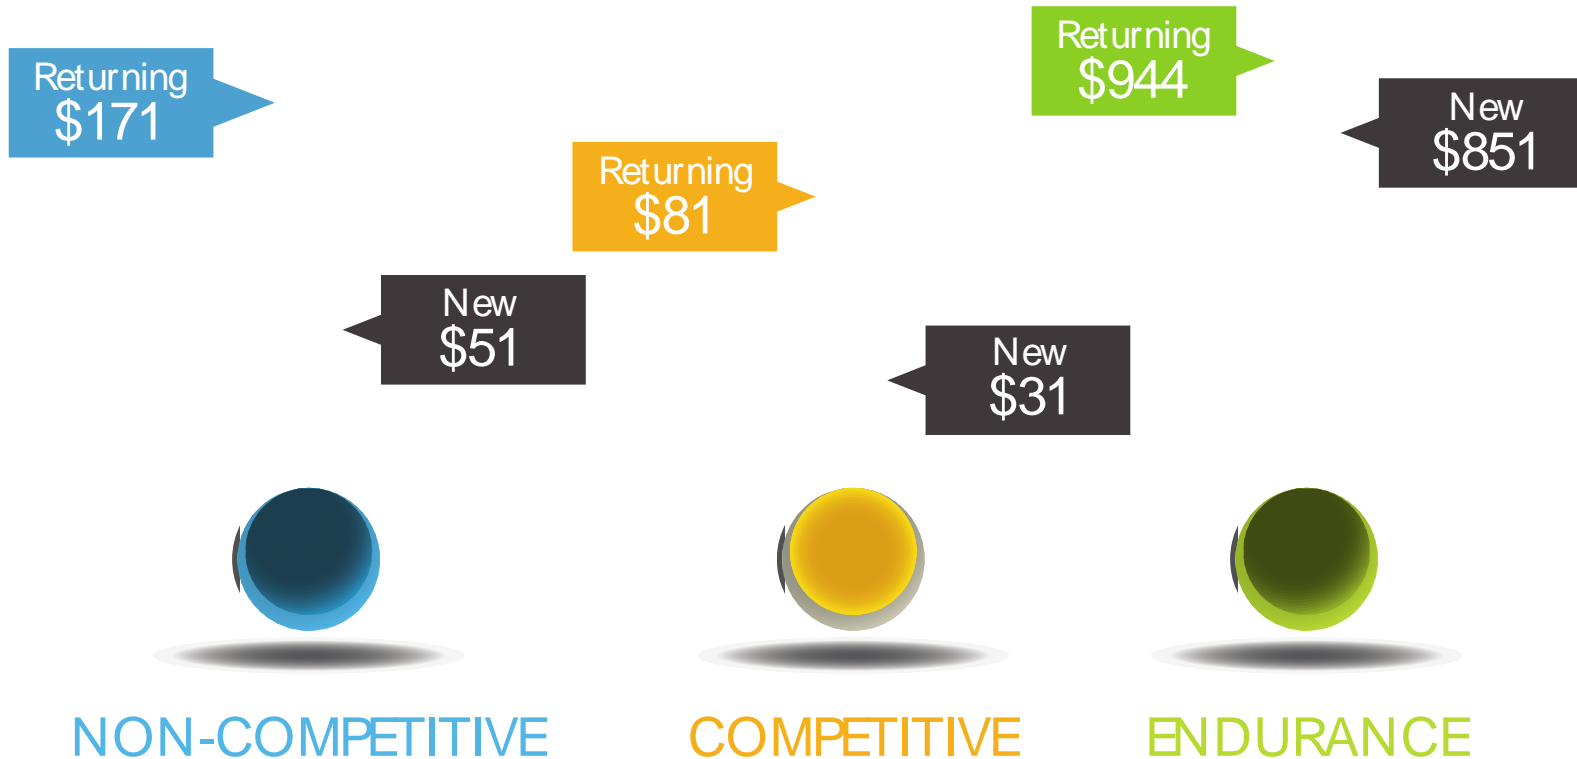 Returning
$171
New
$51
NON-COMPETITIVE
Returning
$81
New
$31
COMPETITIVE
Returning
$944
New
$851
ENDURANCE